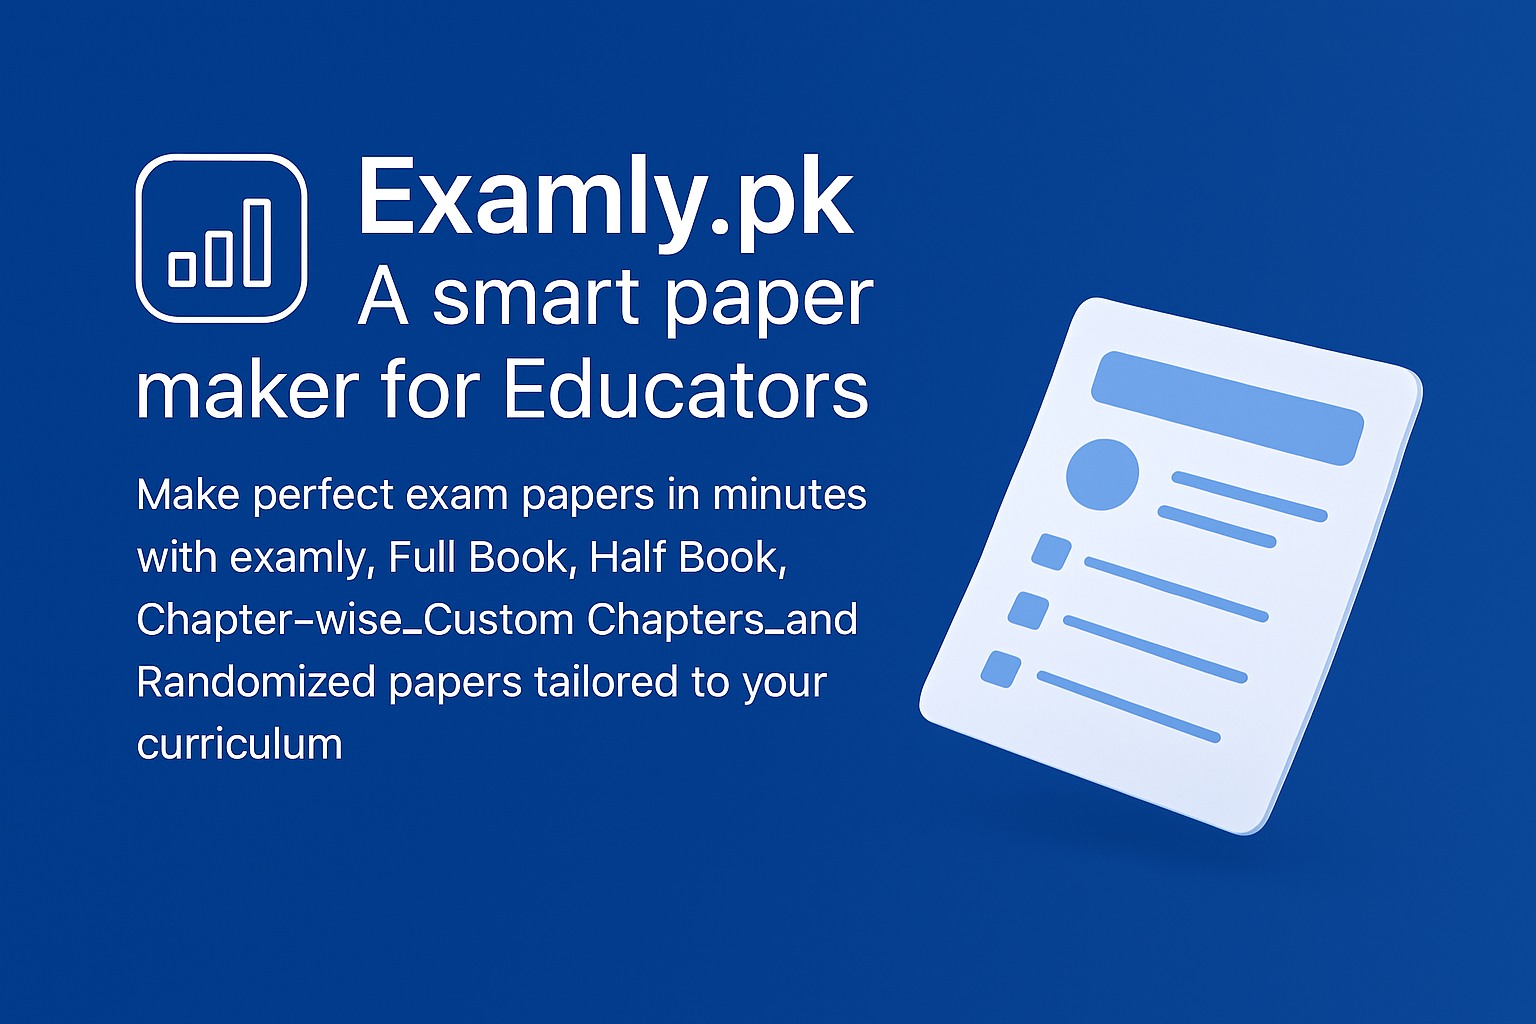 Examly.pk
A smart paper
maker for Educators
Make perfect exam papers in minutes
with examly, Full Book, Half Book,
Chapter–wise_Custom Chapters_and
Randomized papers tailored to your
curriculum